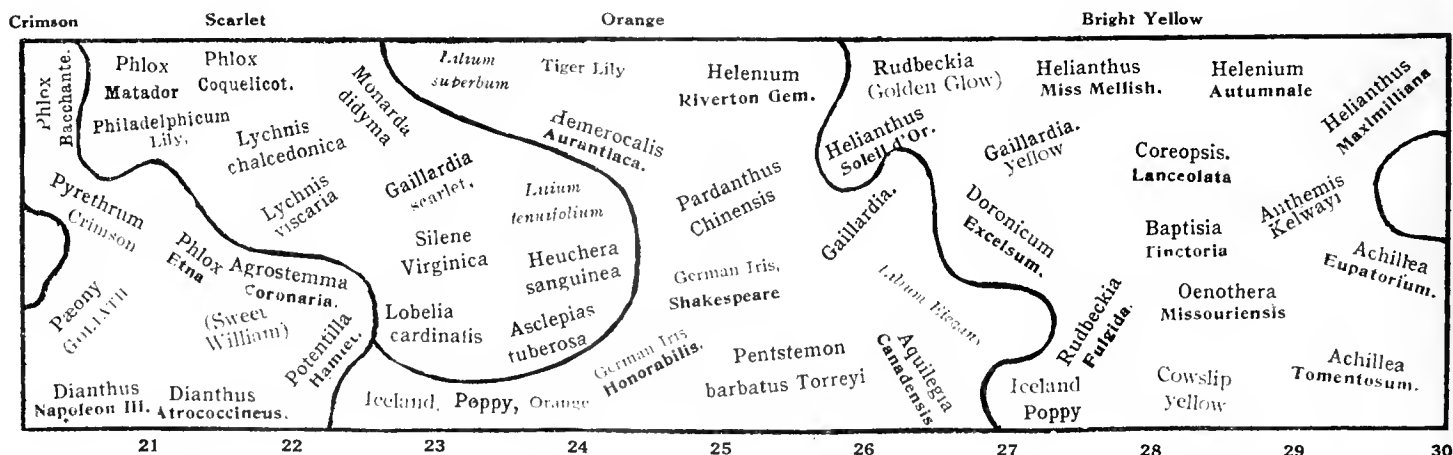 Crimson Scarlet Orange Bright Yellow
Phlox
Bacchante.
Phlox
Matador
Phlox
Coquelicot.
Philadelphicum
Lily,
Lychnis
chalcedonica
Monarda
didyma
Lychnis
viscaria
Gaillardia
scarlet,
Silene
Virginica
Lobelia
cardinalis
tenuifolium
Heuchera
sanguinea
Asclepias
tuberosa
Pyrethrum
Crimson
Phlox
Etna
Agrostemma
Coronaria.
(Sweet
William)
Potentilla
Hamlet.
Pæony
GOLIATH
Dianthus
Napoleon III.
Dianthus
Atrococcineus.
Lilium
superbum
Tiger Lily
Helenium
Riverton Gem.
Hemerocalis
Aurantiaca.
Pardanthus
Chinensis
German Iris,
Shakespeare
German Iris
Honorabilis.
Pentstemon
barbatus Torreyi
Iceland. Poppy, Orange
Gaillardia.
Lilium Elegans
Aquilegia
Canadensis
Rudbeckia
Golden Glow)
Helianthus
Soleil d'Or.
Helianthus
Miss Mellish.
Helenium
Autumnale
Helianthus
Maximilliana
Gaillardia.
yellow
Coreopsis.
Lanceolata
Doronicum
Excelsum.
Baptisia
Tinctoria
Anthemis
Kelwayi
Achillea
Eupatorium.
Oenothera
Missouriensis
Rudbeckia
Fulgida.
Iceland
Poppy
Cowslip
yellow
Achillea
Tomentosum.
21 22 23 24 25 26 27 28 29 30